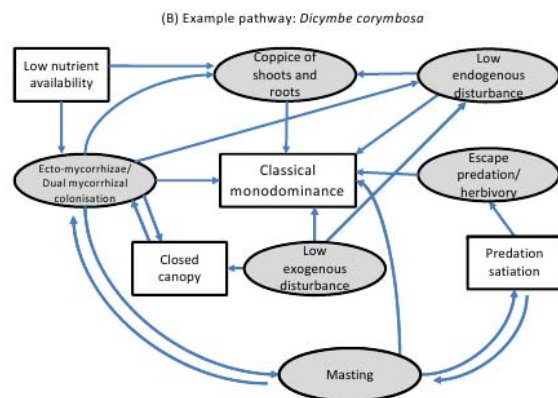 (B) Example pathway: Dicymbe corymbosa
Low nutrient
availability
Coppice of
shoots and
roots
Low
endogenous
disturbance
Ecto-mycorrhizae/
Dual mycorrhizal
colonisation
Classical
monodominance
Escape
predation/
herbivory
Closed
canopy
Low
exogenous
disturbance
Predation
satiation
Masting